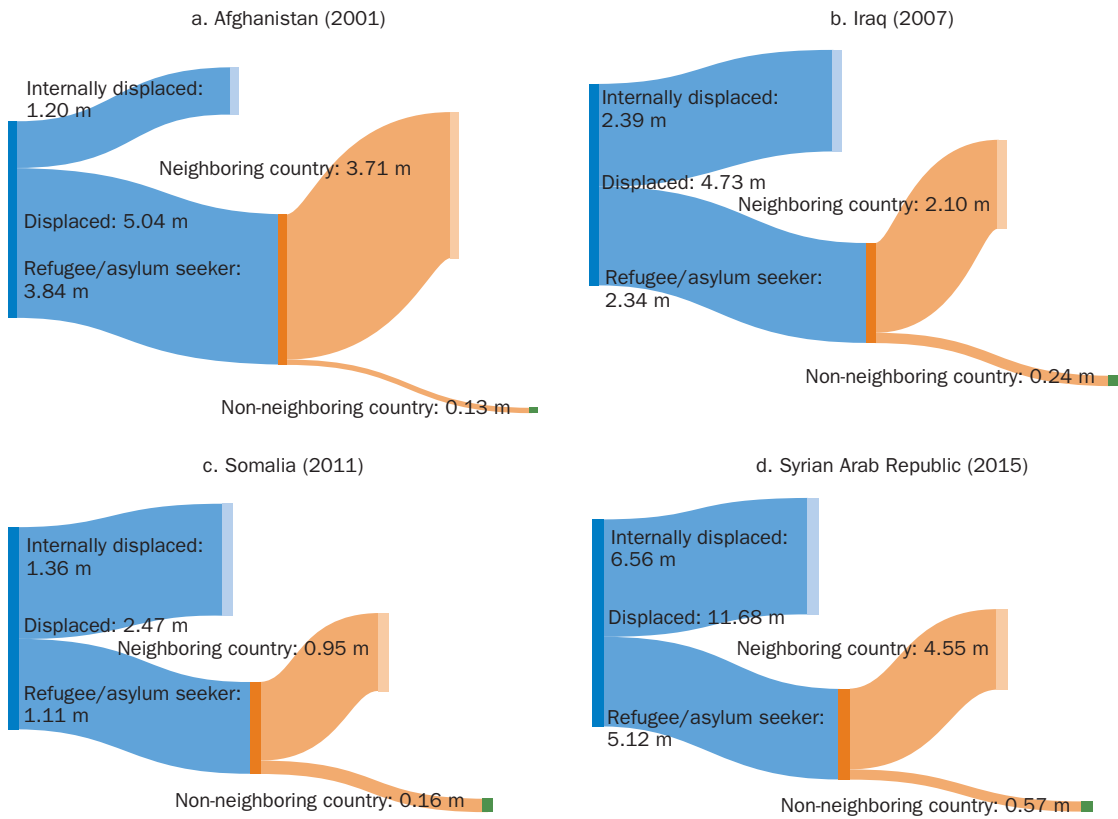 a. Afghanistan (2001)
Internally displaced:
1.20 m
Neighboring country: 3.71 m
Displaced: 5.04 m
Refugee/asylum seeker:
3.84 m
Non-neighboring country: 0.13 m
b. Iraq (2007)
Internally displaced:
2.39 m
Displaced: 4.73 m
Neighboring country: 2.10 m
Refugee/asylum seeker:
2.34 m
Non-neighboring country: 0.24 m
c. Somalia (2011)
Internally displaced:
1.36 m
Displaced: 2.47 m
Neighboring country: 0.95 m
Refugee/asylum seeker:
1.11 m
Non-neighboring country: 0.16 m
d. Syrian Arab Republic (2015)
Internally displaced:
6.56 m
Displaced: 11.68 m
Neighboring country: 4.55 m
Refugee/asylum seeker:
5.12 m
Non-neighboring country: 0.57 m